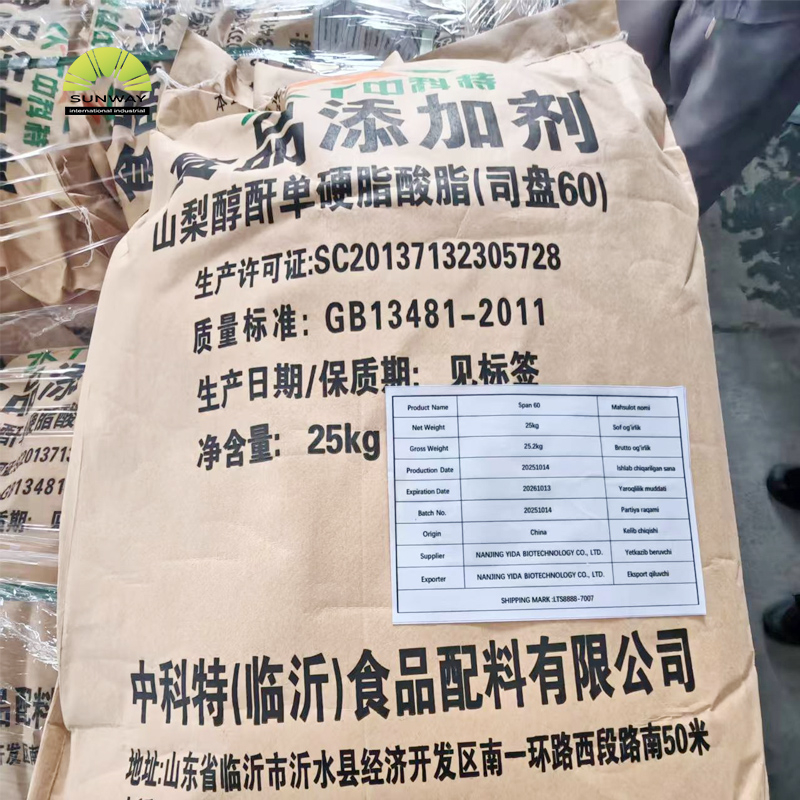 SUNWAY
international industrial
中科特
食品添加剂
山梨醇酐单硬脂酸脂(司盘60)
生产许可证:SC20137132305728
质量标准: GB13481-2011
生产日期/保质期: 见标签
净含量: 25kg
Product Name Span 60 Mahsulot nomi
Net Weight 25kg Sof og'irlik
Gross Weight 25.2kg Brutto og'irlik
Production Date 20251014 Ishlab chiqarilgan sana
Expiration Date 20261013 Yaroqlilik muddati
Batch No. 20251014 Partiya raqami
Origin China Kelib chiqishi
Supplier NANJING YIDA BIOTECHNOLOGY CO., LTD. Yetkazib beruvchi
Exporter NANJING YIDA BIOTECHNOLOGY CO., LTD. Eksport qiluvchi
SHIPPING MARK :LTS8888-7007
中科特(临沂)食品配料有限公司
地址:山东省临沂市沂水县经济开发区南一环路西段路南50米